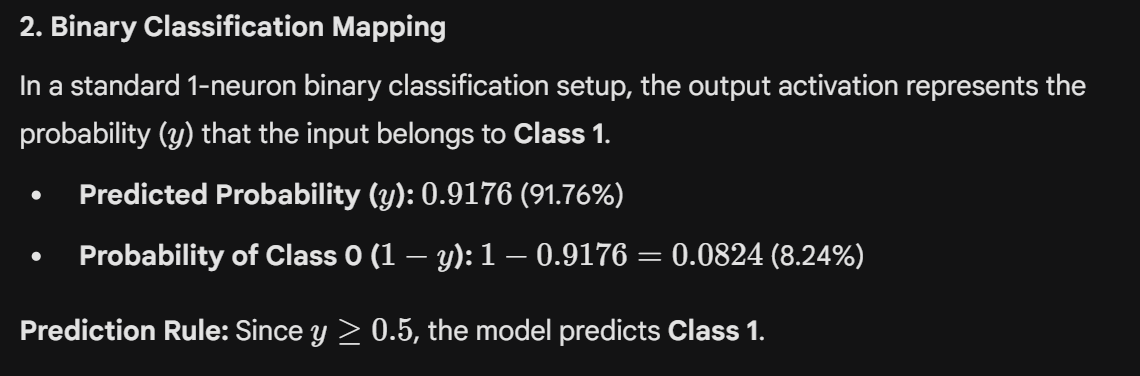 2. Binary Classification Mapping
In a standard 1-neuron binary classification setup, the output activation represents the
probability (y) that the input belongs to Class 1.
• Predicted Probability (y): 0.9176 (91.76%)
• Probability of Class 0 (1 − y): 1 − 0.9176 = 0.0824 (8.24%)
Prediction Rule: Since y ≥ 0.5, the model predicts Class 1.